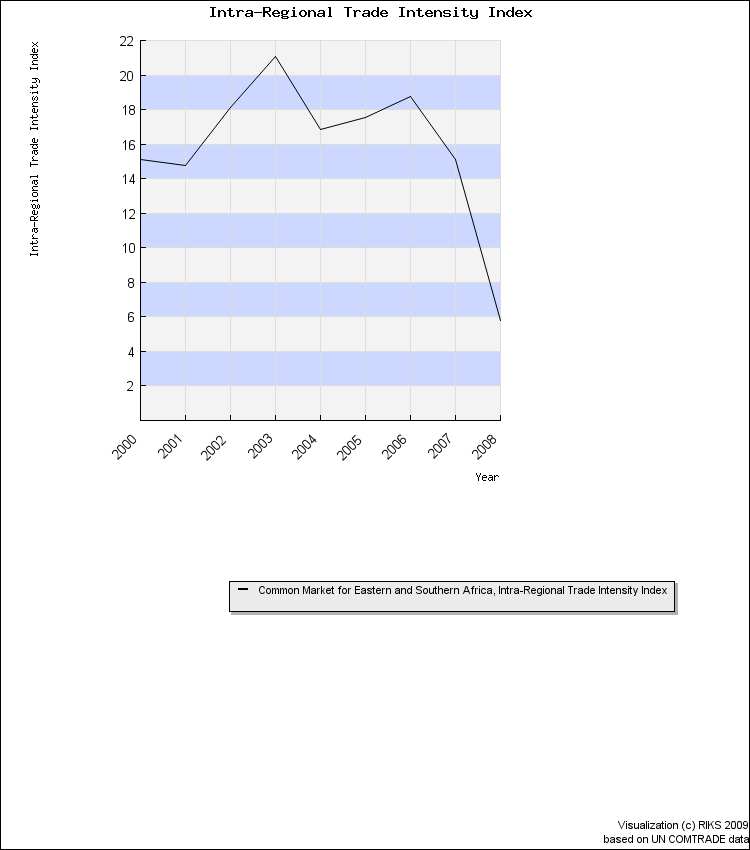 Intra-Regional Trade Intensity Index
Intra-Regional Trade Intensity Index
22
20
18
16
14
12
10
8
6
4
2
2000 2001 2002 2003 2004 2005 2006 2007 2008
Year
Common Market for Eastern and Southern Africa, Intra-Regional Trade Intensity Index
Visualization (c) RIKS 2009
based on UN COMTRADE data